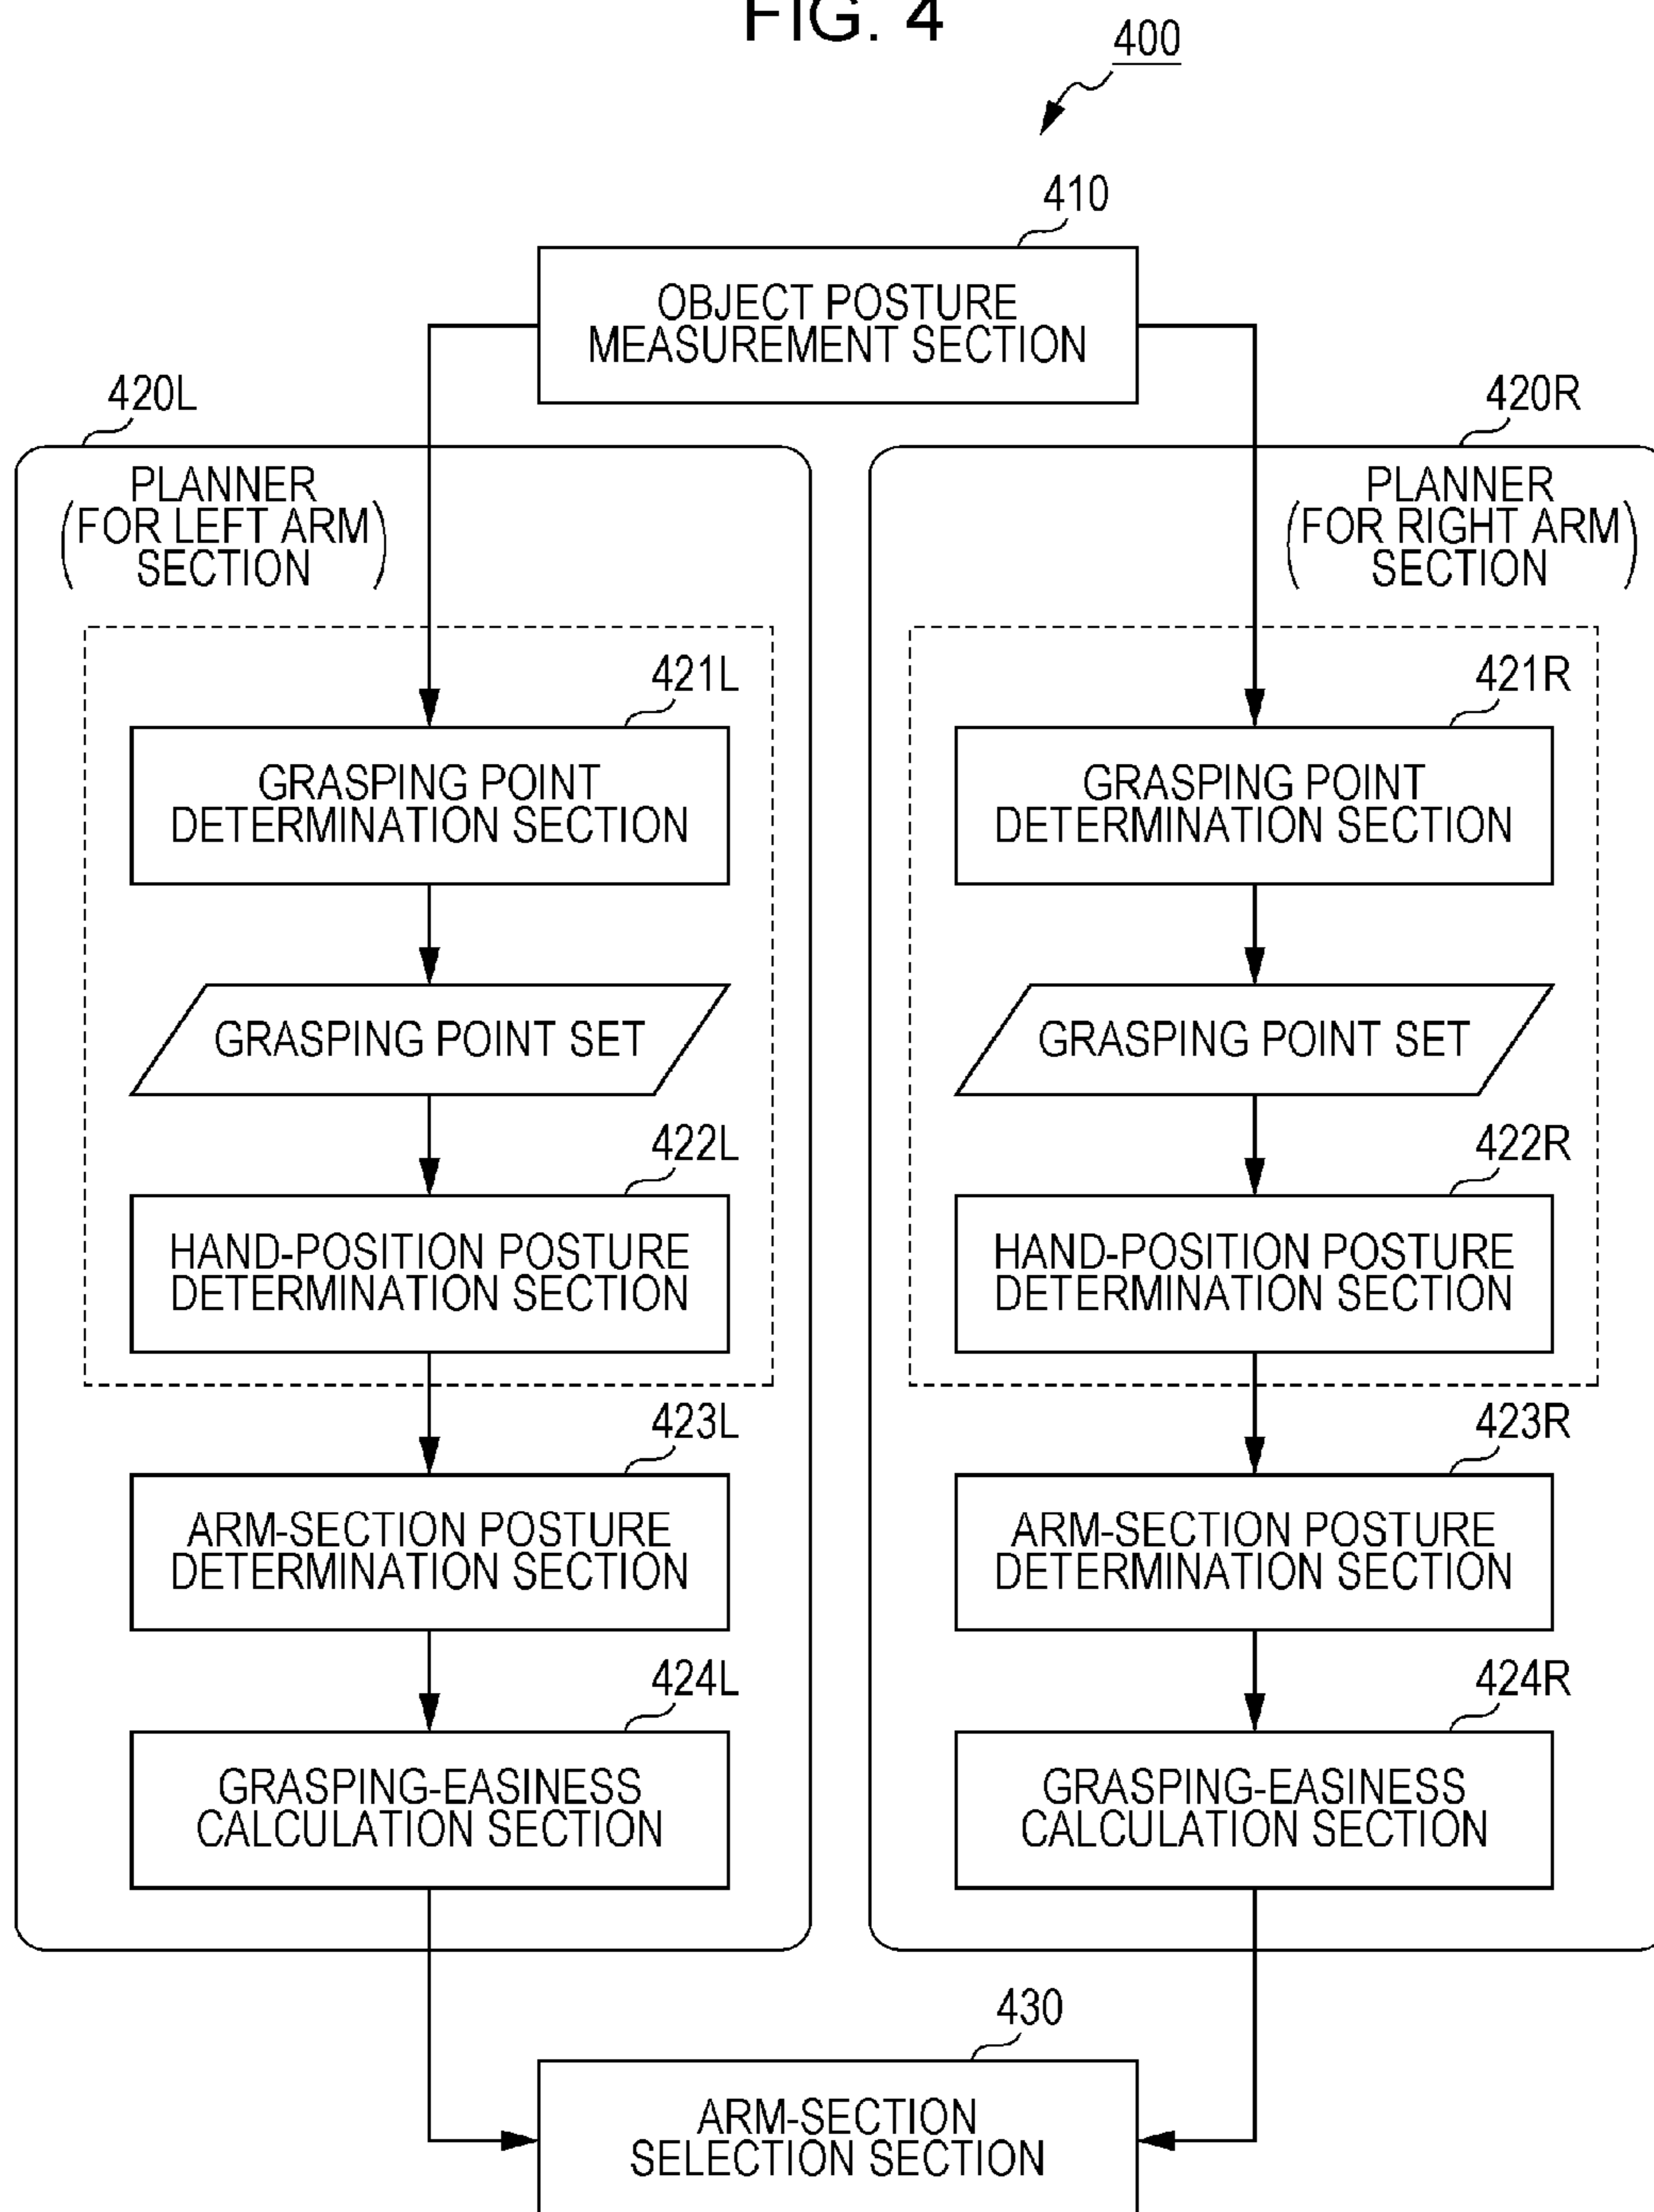 FIG. 4
400
410
OBJECT POSTURE
MEASUREMENT SECTION
420L
PLANNER
(FOR LEFT ARM
SECTION)
421L
GRASPING POINT
DETERMINATION SECTION
GRASPING POINT SET
422L
HAND-POSITION POSTURE
DETERMINATION SECTION
423L
ARM-SECTION POSTURE
DETERMINATION SECTION
424L
GRASPING-EASINESS
CALCULATION SECTION
420R
PLANNER
(FOR RIGHT ARM
SECTION)
421R
GRASPING POINT
DETERMINATION SECTION
GRASPING POINT SET
422R
HAND-POSITION POSTURE
DETERMINATION SECTION
423R
ARM-SECTION POSTURE
DETERMINATION SECTION
424R
GRASPING-EASINESS
CALCULATION SECTION
430
ARM-SECTION
SELECTION SECTION